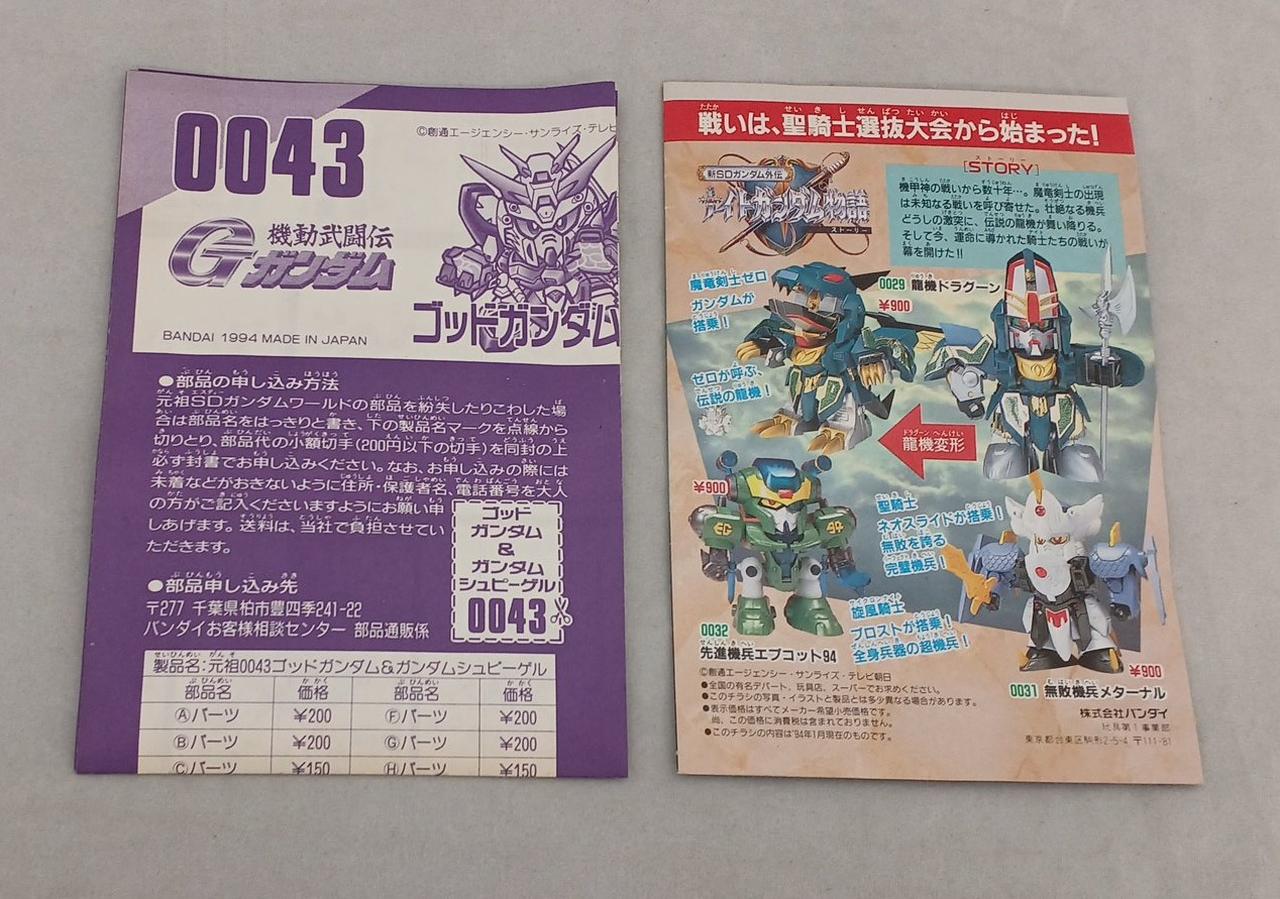 0043
©創通エージェンシー・サンライズ・テレビ
機動武闘伝
Gガンダム
ゴッドガンダム
BANDAI 1994 MADE IN JAPAN
●部品の申し込み方法
元祖SDガンダムワールドの部品を紛失したりこわした場
合は部品名をはっきりと書き、下の製品名マークを点線から
切りとり、部品代の小額切手(200円以下の切手)を同封の上
必ず封書でお申し込みください。なお、お申し込みの際には
未着などがおきないように住所・保護者名、電話番号を大人
の方がご記入くださいますようにお願い申
しあげます。送料は、当社で負担させてい
ただきます。
ゴッド
ガンダム
&
ガンダム
シュピーゲル
0043
●部品申し込み先
〒277 千葉県柏市豊四季241-22
バンダイお客様相談センター 部品通販係
製品名:元祖0043ゴッドガンダム&ガンダムシュピーゲル
部品名 価格 部品名 価格
Ⓐパーツ ¥200 Ⓕパーツ ¥200
Ⓑパーツ ¥200 Ⓖパーツ ¥200
Ⓒパーツ ¥150 Ⓗパーツ ¥150
戦いは、聖騎士選抜大会から始まった!
新SDガンダム外伝
ナイトガンダム物語
ストーリー
[STORY]
機甲神の戦いから数十年…。魔竜剣士の出現
は未知なる戦いを呼び寄せた。壮絶なる機兵
どうしの激突に、伝説の龍機が舞い降りる。
そして今、運命に導かれた騎士たちの戦いが
幕を開けた!!
魔竜剣士ゼロ
ガンダムが
搭乗!
0029 龍機ドラグーン
¥900
ゼロが呼ぶ、
伝説の龍機!
龍機変形
¥900
聖騎士
ネオスライドが搭乗!
無敗を誇る
完璧機兵!
旋風騎士
プロストが搭乗!
全身兵器の超機兵!
0032
先進機兵エプコット94
¥900
0031 無敗機兵メターナル
©創通エージェンシー・サンライズ・テレビ朝日
●全国の有名デパート、玩具店、スーパーでお求めください。
●このチラシの写真・イラストと製品とは多少異なる場合があります。
●表示価格はすべてメーカー希望小売価格です。
尚、この価格に消費税は含まれておりません。
●このチラシの内容は'94年1月現在のものです。
株式会社バンダイ
玩具第1事業部
東京都台東区駒形2-5-4 〒111-81